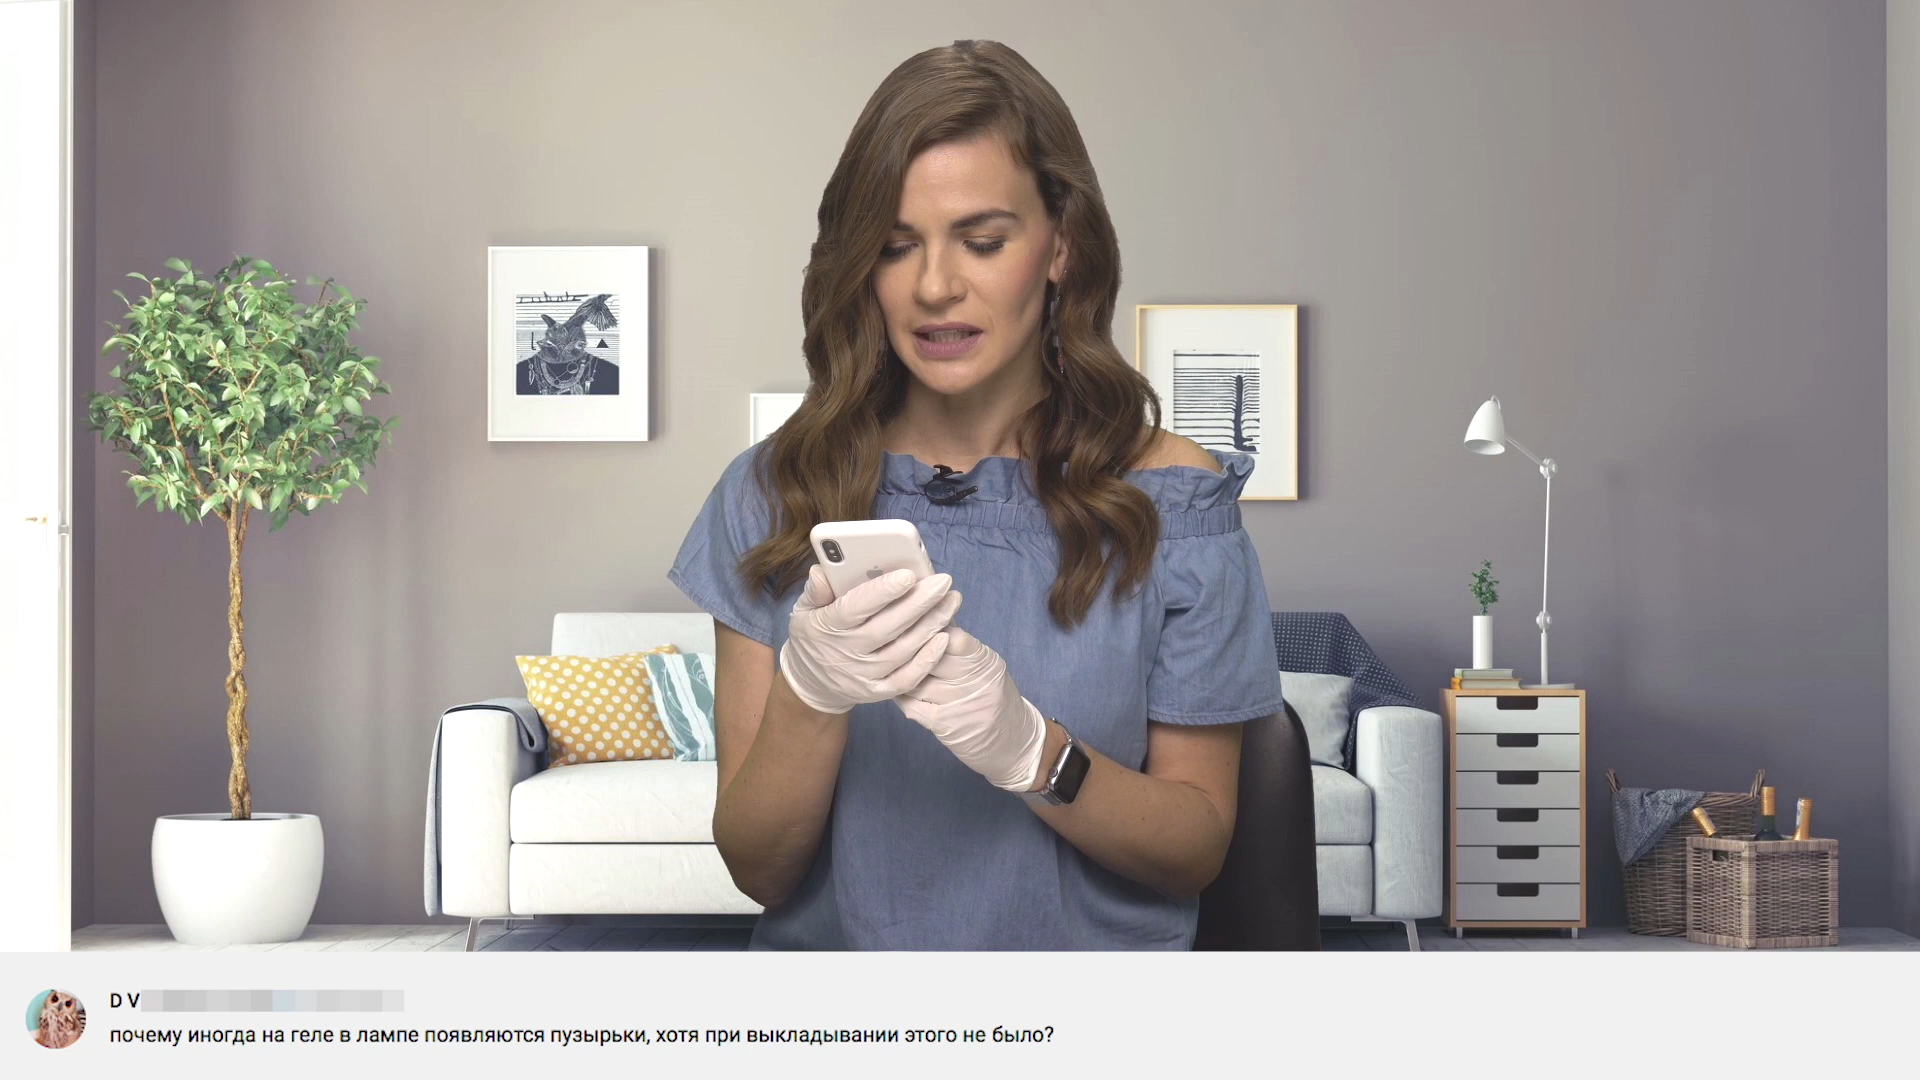 D V
почему иногда на геле в лампе появляются пузырьки, хотя при выкладывании этого не было?